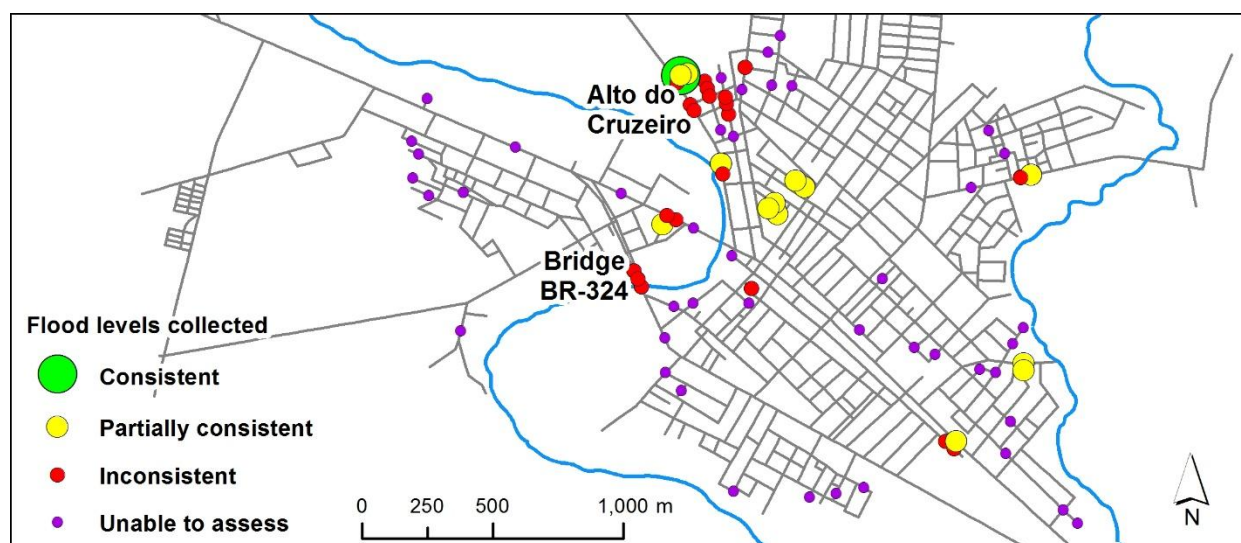 Alto do
Cruzeiro
Bridge
BR-324
Flood levels collected
Consistent
Partially consistent
Inconsistent
Unable to assess
0 250 500 1,000 m
N